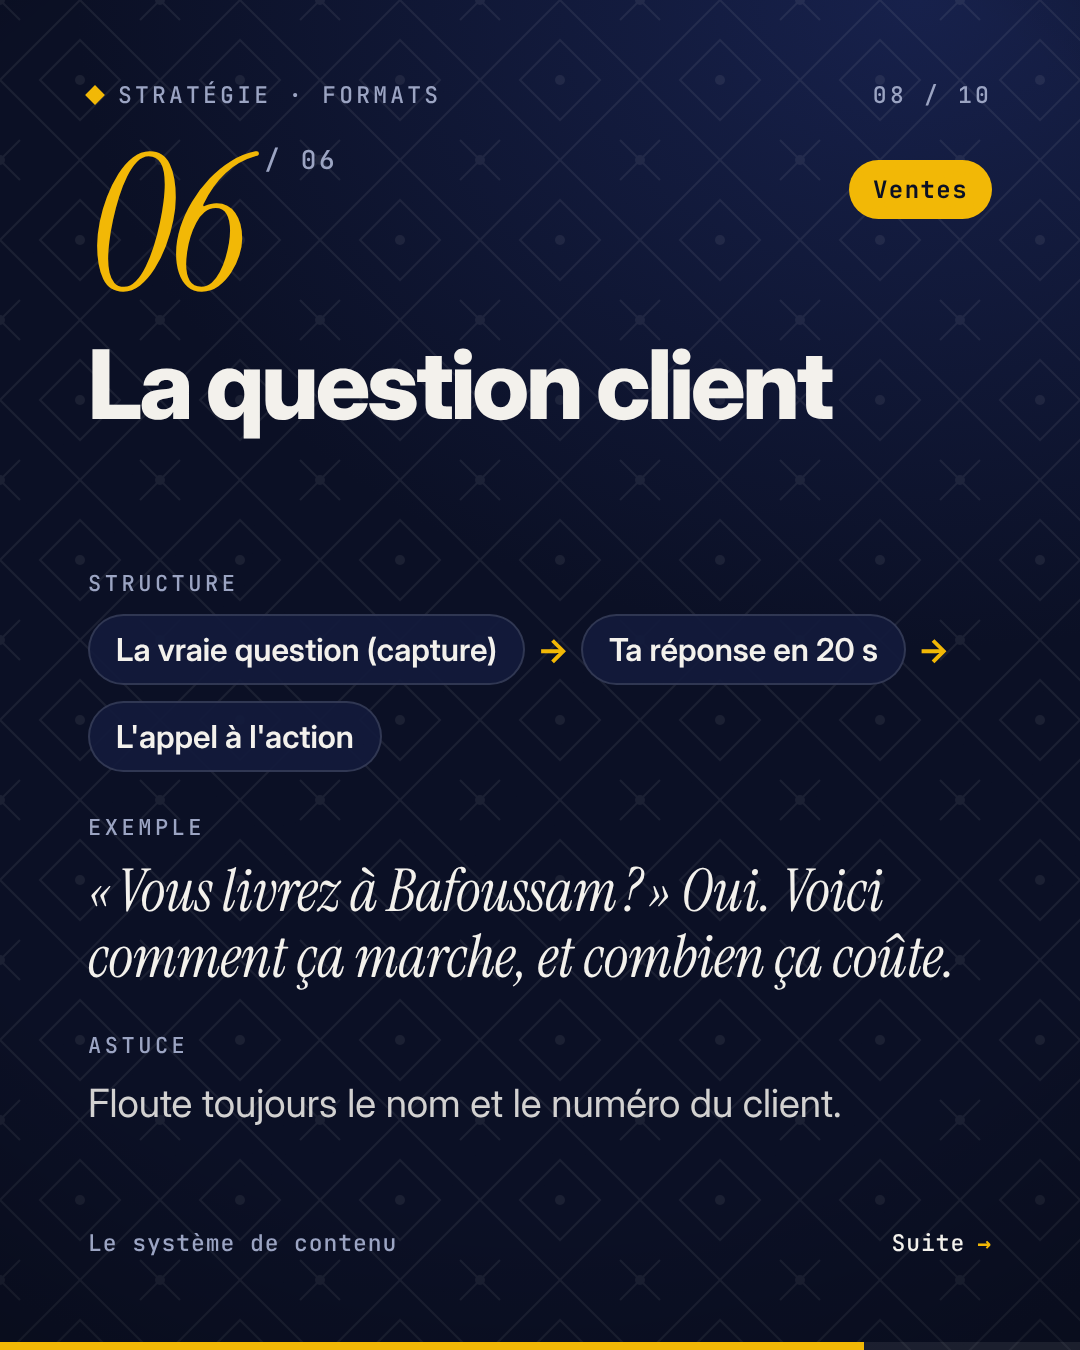 STRATÉGIE · FORMATS
08 / 10
06 / 06
Ventes
La question client
STRUCTURE
La vraie question (capture) → Ta réponse en 20 s →
L'appel à l'action
EXEMPLE
« Vous livrez à Bafoussam ? » Oui. Voici
comment ça marche, et combien ça coûte.
ASTUCE
Floute toujours le nom et le numéro du client.
Le système de contenu
Suite →